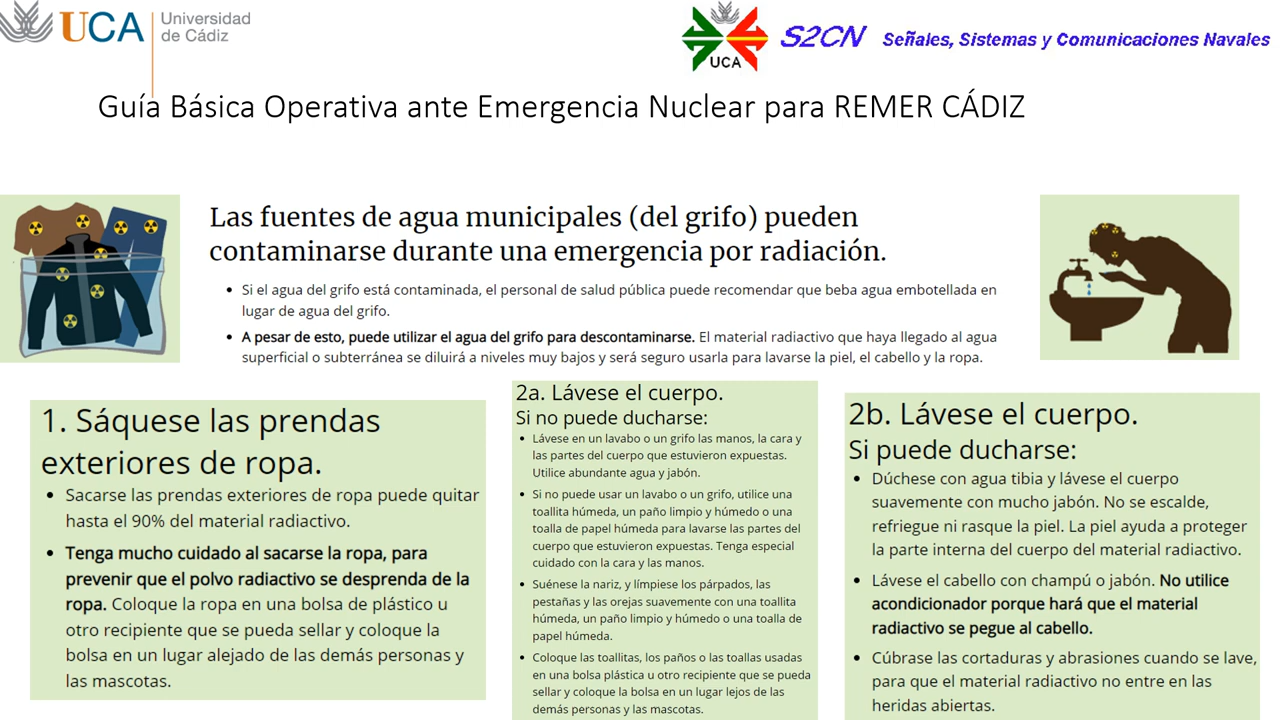 UCA
Universidad
de Cádiz
UCA
S2CN
Señales, Sistemas y Comunicaciones Navales
Guía Básica Operativa ante Emergencia Nuclear para REMER CÁDIZ
Las fuentes de agua municipales (del grifo) pueden
contaminarse durante una emergencia por radiación.
• Si el agua del grifo está contaminada, el personal de salud pública puede recomendar que beba agua embotellada en
lugar de agua del grifo.
• A pesar de esto, puede utilizar el agua del grifo para descontaminarse. El material radiactivo que haya llegado al agua
superficial o subterránea se diluirá a niveles muy bajos y será seguro usarla para lavarse la piel, el cabello y la ropa.
1. Sáquese las prendas
exteriores de ropa.
• Sacarse las prendas exteriores de ropa puede quitar
hasta el 90% del material radiactivo.
• Tenga mucho cuidado al sacarse la ropa, para
prevenir que el polvo radiactivo se desprenda de la
ropa. Coloque la ropa en una bolsa de plástico u
otro recipiente que se pueda sellar y coloque la
bolsa en un lugar alejado de las demás personas y
las mascotas.
2a. Lávese el cuerpo.
Si no puede ducharse:
• Lávese en un lavabo o un grifo las manos, la cara y
las partes del cuerpo que estuvieron expuestas.
Utilice abundante agua y jabón.
• Si no puede usar un lavabo o un grifo, utilice una
toallita húmeda, un paño limpio y húmedo o una
toalla de papel húmeda para lavarse las partes del
cuerpo que estuvieron expuestas. Tenga especial
cuidado con la cara y las manos.
• Suénese la nariz, y límpiese los párpados, las
pestañas y las orejas suavemente con una toallita
húmeda, un paño limpio y húmedo o una toalla de
papel húmeda.
• Coloque las toallitas, los paños o las toallas usadas
en una bolsa plástica u otro recipiente que se pueda
sellar y coloque la bolsa en un lugar lejos de las
demás personas y las mascotas.
2b. Lávese el cuerpo.
Si puede ducharse:
• Dúchese con agua tibia y lávese el cuerpo
suavemente con mucho jabón. No se escalde,
refriegue ni rasque la piel. La piel ayuda a proteger
la parte interna del cuerpo del material radiactivo.
• Lávese el cabello con champú o jabón. No utilice
acondicionador porque hará que el material
radiactivo se pegue al cabello.
• Cúbrase las cortaduras y abrasiones cuando se lave,
para que el material radiactivo no entre en las
heridas abiertas.